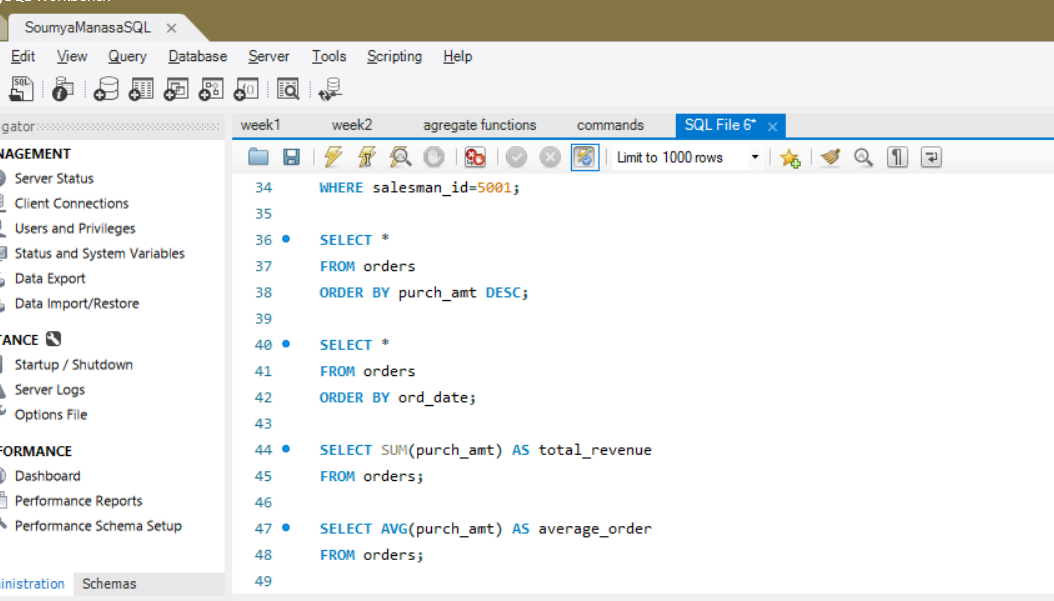 SoumyaManasaSQL
Edit View Query Database Server Tools Scripting Help
SQL
week1 week2 agregate functions commands SQL File 6*
Limit to 1000 rows
gator
NAGEMENT
Server Status
Client Connections
Users and Privileges
Status and System Variables
Data Export
Data Import/Restore
TANCE
Startup / Shutdown
Server Logs
Options File
FORMANCE
Dashboard
Performance Reports
Performance Schema Setup
inistration Schemas
34 WHERE salesman_id=5001;
35
36 SELECT *
37 FROM orders
38 ORDER BY purch_amt DESC;
39
40 SELECT *
41 FROM orders
42 ORDER BY ord_date;
43
44 SELECT SUM(purch_amt) AS total_revenue
45 FROM orders;
46
47 SELECT AVG(purch_amt) AS average_order
48 FROM orders;
49